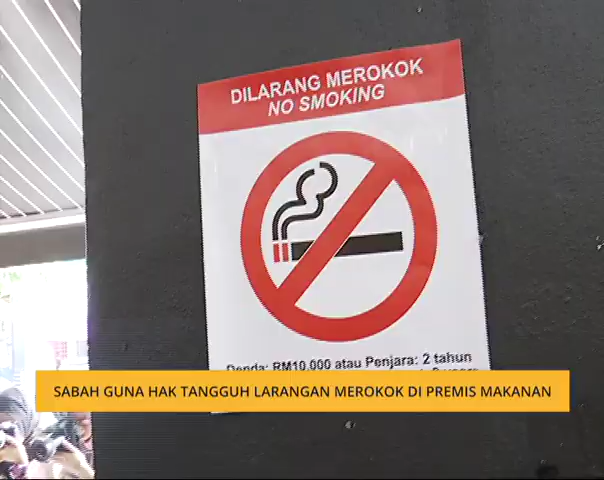 DILARANG MEROKOK
NO SMOKING
Denda: RM10,000 atau Penjara: 2 tahun
SABAH GUNA HAK TANGGUH LARANGAN MEROKOK DI PREMIS MAKANAN